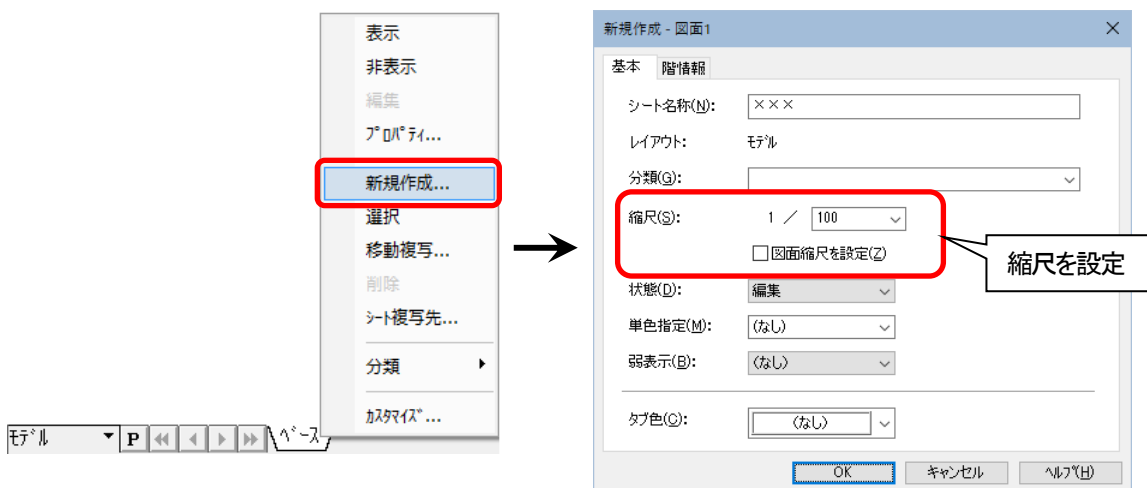 表示
非表示
編集
ﾌﾟﾛﾊﾟﾃｨ...
新規作成...
選択
移動複写...
削除
ｼｰﾄ複写先...
分類
ｶｽﾀﾏｲｽﾞ...
ﾓﾃﾞﾙ
P
ﾍﾞｰｽ
新規作成 - 図面1
基本 階情報
シート名称(N): ×××
レイアウト: ﾓﾃﾞﾙ
分類(G):
縮尺(S): 1 ／ 100
図面縮尺を設定(Z)
縮尺を設定
状態(D): 編集
単色指定(M): (なし)
弱表示(B): (なし)
タブ色(C): (なし)
OK キャンセル ﾍﾙﾌﾟ(H)